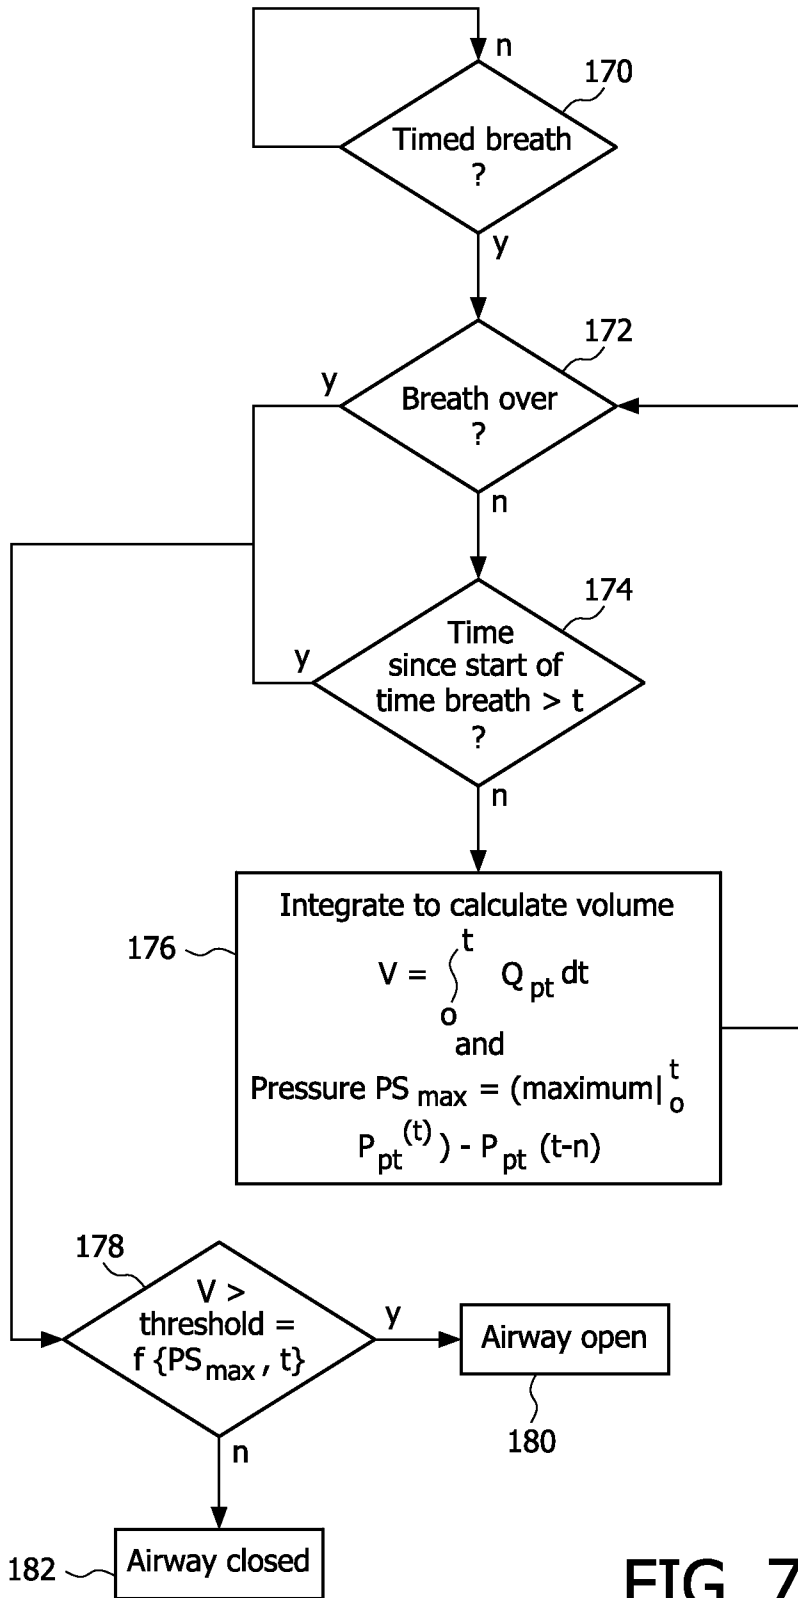 n
170
Timed breath
?
y
172
y
Breath over
?
n
174
y
Time
since start of
time breath > t
?
n
176
Integrate to calculate volume
V = ∫ₒᵗ Q pt dt
and
Pressure PS max = (maximum|ₒᵗ
P pt (t) ) - P pt (t-n)
178
V >
threshold =
f {PS max , t}
y
Airway open
180
n
182
Airway closed
FIG. 7